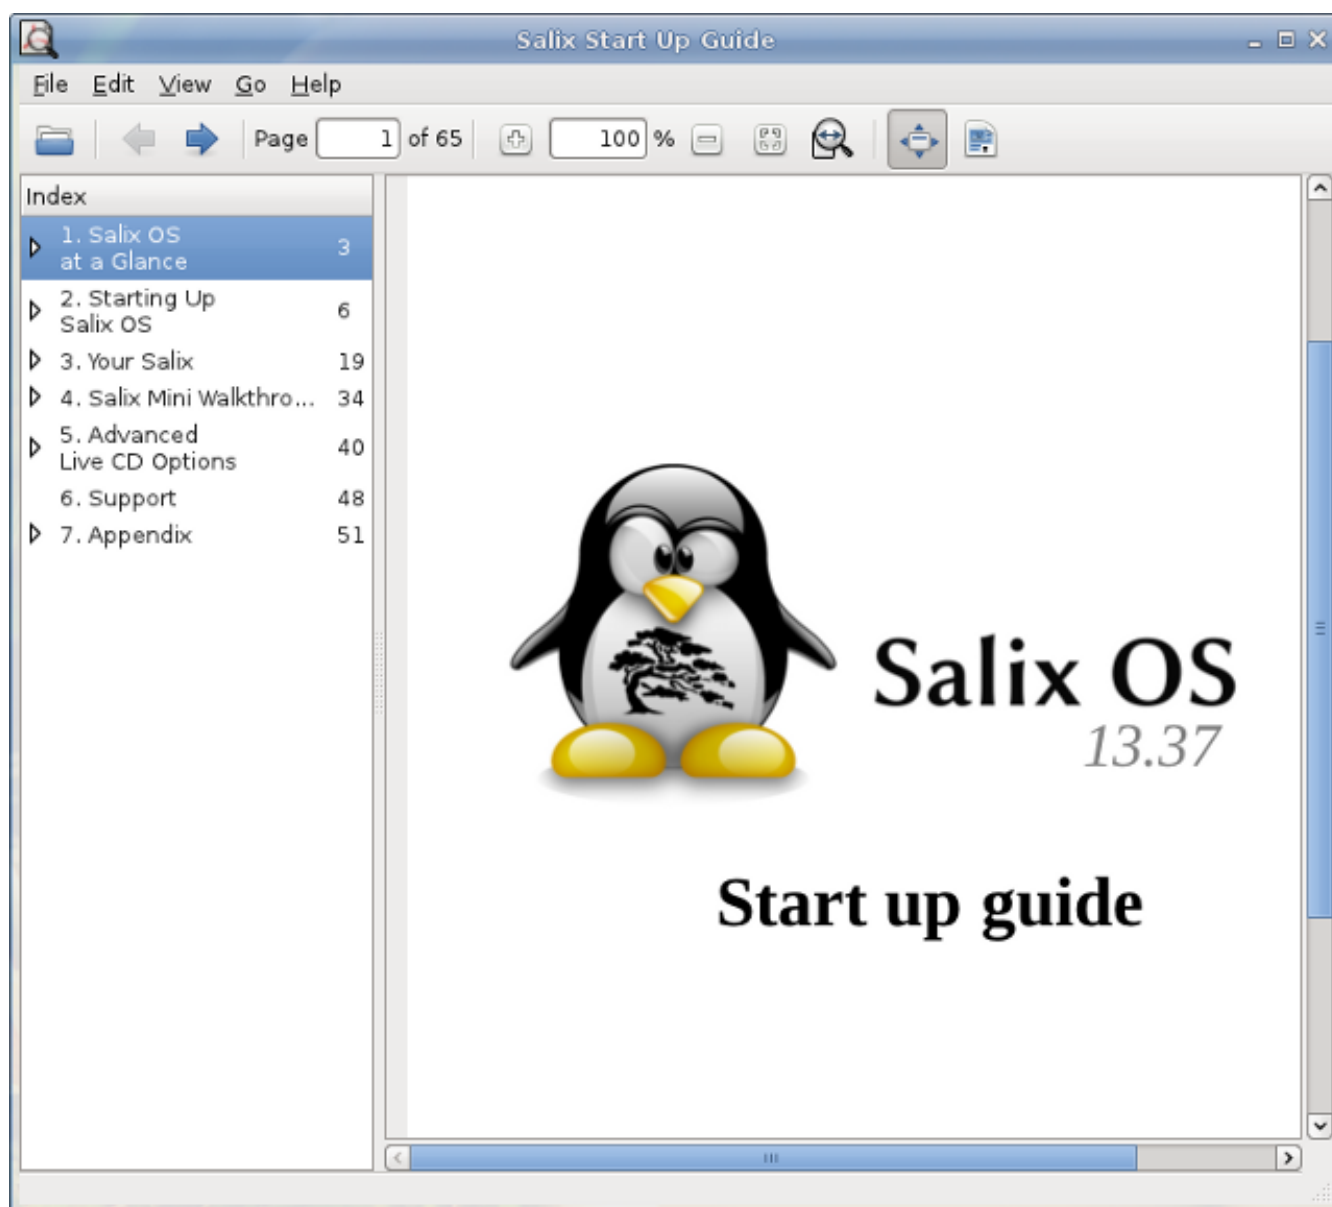 Salix Start Up Guide
File Edit View Go Help
Page 1 of 65 100 %
Index
1. Salix OS
at a Glance 3
2. Starting Up
Salix OS 6
3. Your Salix 19
4. Salix Mini Walkthro... 34
5. Advanced
Live CD Options 40
6. Support 48
7. Appendix 51
Salix OS
13.37
Start up guide